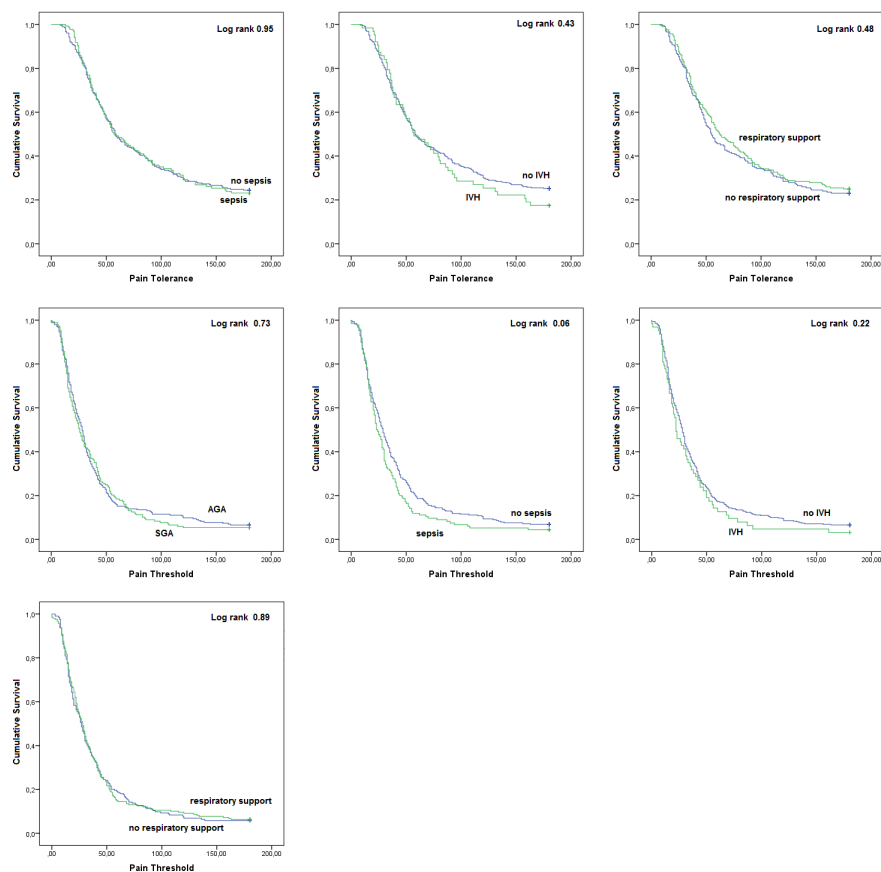 Log rank 0.95
Cumulative Survival
1,0
0,8
0,6
0,4
0,2
0,0
no sepsis
sepsis
,00 50,00 100,00 150,00 200,00
Pain Tolerance
Log rank 0.43
Cumulative Survival
1,0
0,8
0,6
0,4
0,2
0,0
no IVH
IVH
,00 50,00 100,00 150,00 200,00
Pain Tolerance
Log rank 0.48
Cumulative Survival
1,0
0,8
0,6
0,4
0,2
0,0
respiratory support
no respiratory support
,00 50,00 100,00 150,00 200,00
Pain Tolerance
Log rank 0.73
Cumulative Survival
1,0
0,8
0,6
0,4
0,2
0,0
AGA
SGA
,00 50,00 100,00 150,00 200,00
Pain Threshold
Log rank 0.06
Cumulative Survival
1,0
0,8
0,6
0,4
0,2
0,0
no sepsis
sepsis
,00 50,00 100,00 150,00 200,00
Pain Threshold
Log rank 0.22
Cumulative Survival
1,0
0,8
0,6
0,4
0,2
0,0
no IVH
IVH
,00 50,00 100,00 150,00 200,00
Pain Threshold
Log rank 0.89
Cumulative Survival
1,0
0,8
0,6
0,4
0,2
0,0
respiratory support
no respiratory support
,00 50,00 100,00 150,00 200,00
Pain Threshold